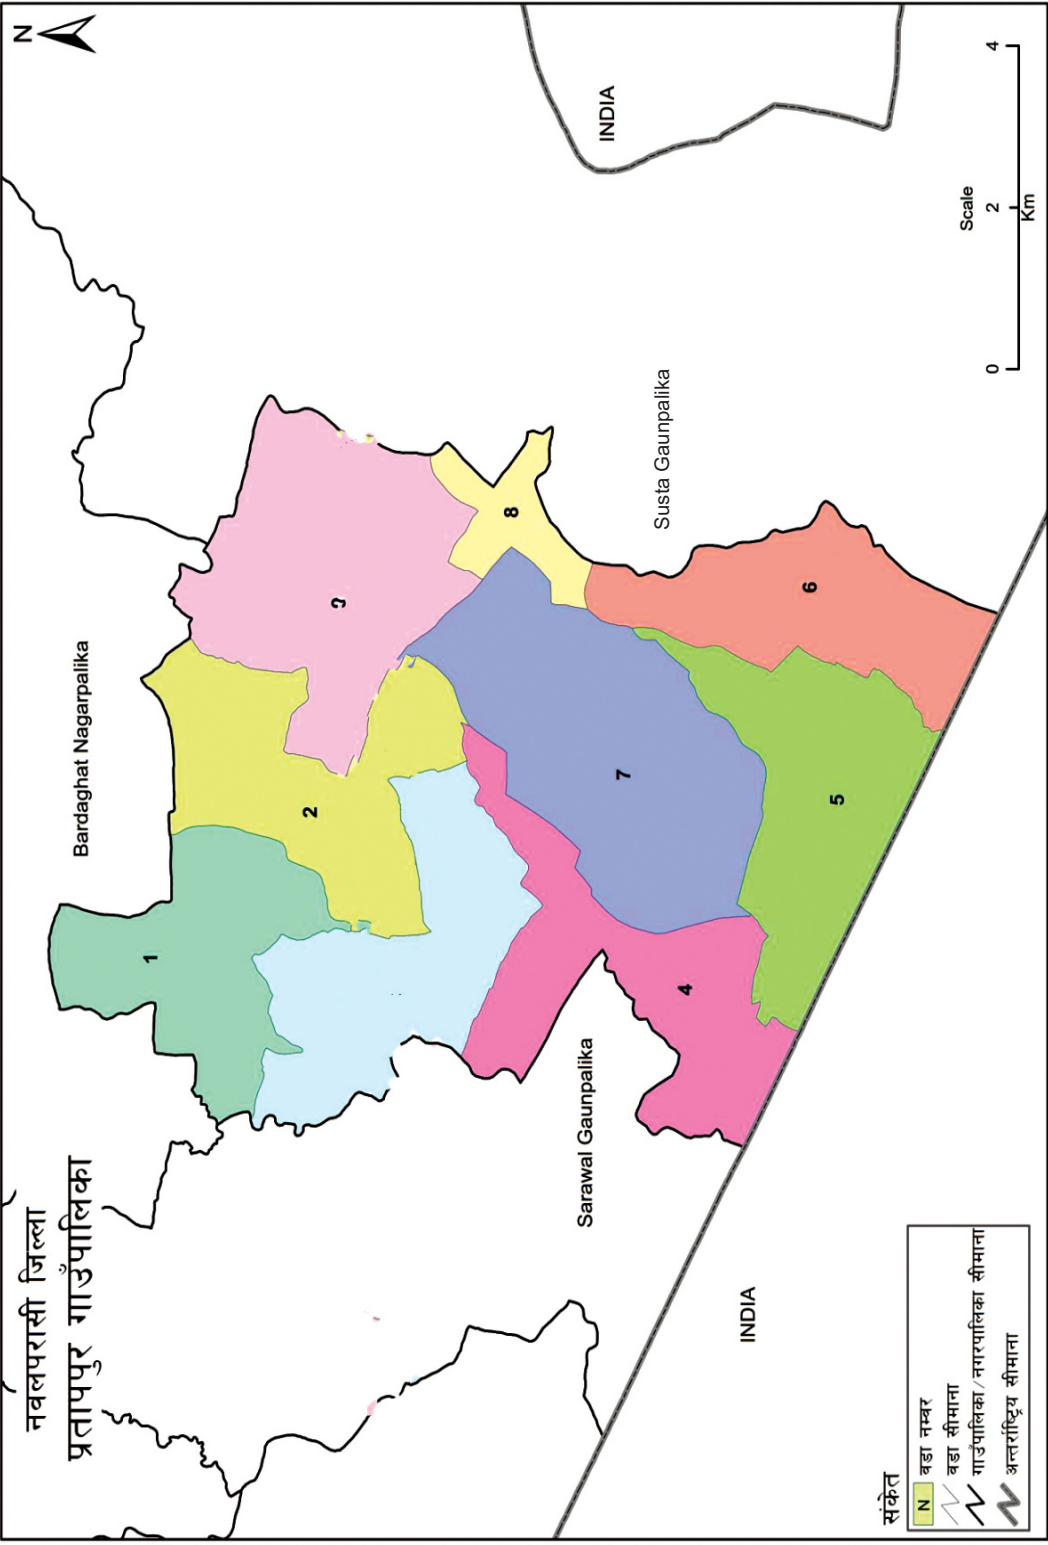 नवलपरासी जिल्ला
प्रतापपुर गाउँपालिका
N
Bardaghat Nagarpalika
1
2
3
8
7
4
5
6
Sarawal Gaunpalika
Susta Gaunpalika
INDIA
INDIA
संकेत
N वडा नम्बर
वडा सीमाना
गाउँपालिका/नगरपालिका सीमाना
अन्तर्राष्ट्रिय सीमाना
Scale
0 2 4
Km